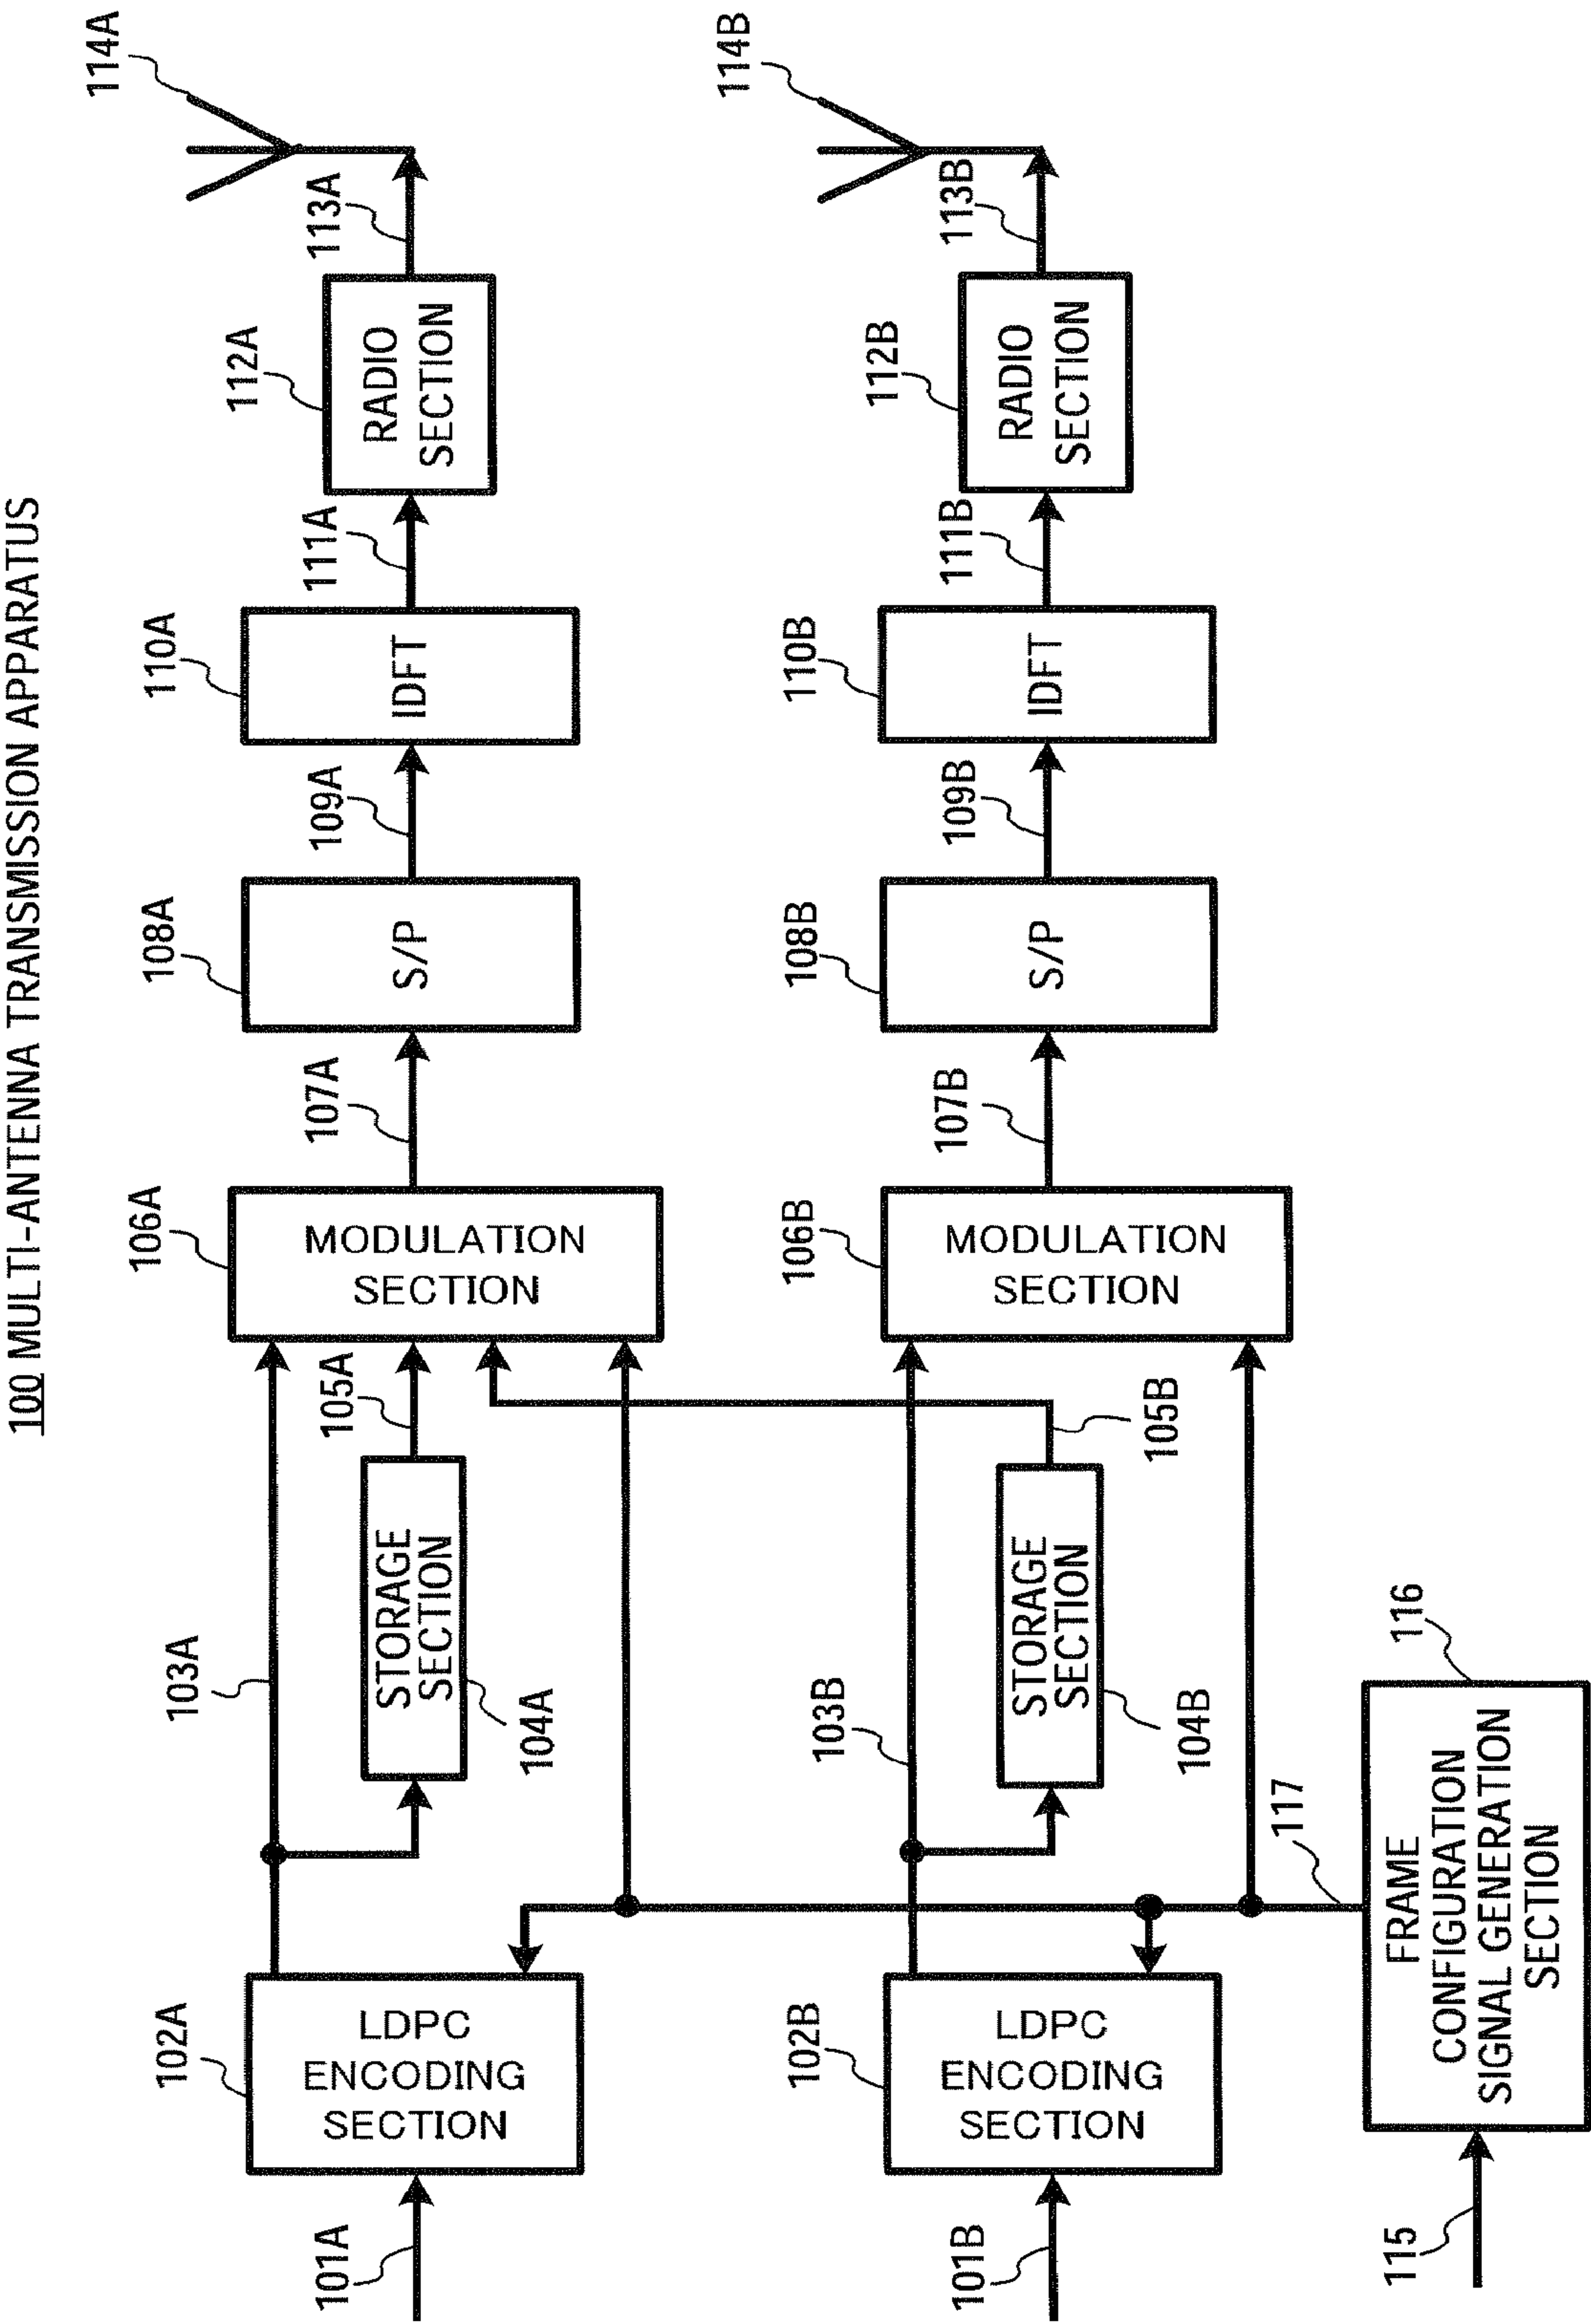 100 MULTI-ANTENNA TRANSMISSION APPARATUS
101A
102A
LDPC
ENCODING
SECTION
103A
STORAGE
SECTION
104A
105A
106A
MODULATION
SECTION
107A
108A
S/P
109A
110A
IDFT
111A
112A
RADIO
SECTION
113A
114A
101B
102B
LDPC
ENCODING
SECTION
103B
STORAGE
SECTION
104B
105B
106B
MODULATION
SECTION
107B
108B
S/P
109B
110B
IDFT
111B
112B
RADIO
SECTION
113B
114B
115
FRAME
CONFIGURATION
SIGNAL GENERATION
SECTION
116
117